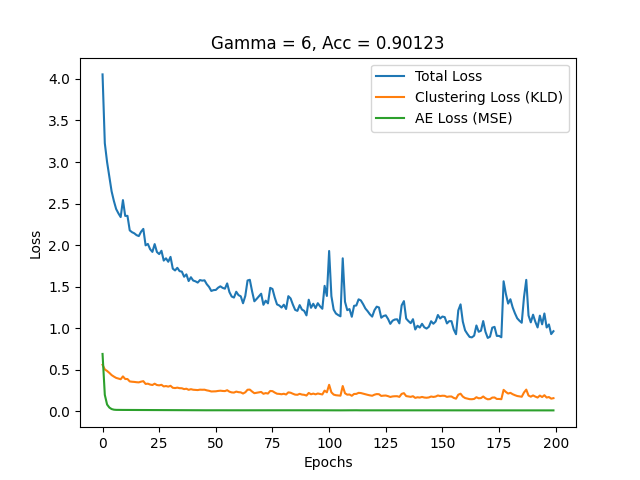 Gamma = 6, Acc = 0.90123
Total Loss
Clustering Loss (KLD)
AE Loss (MSE)
Loss
4.0
3.5
3.0
2.5
2.0
1.5
1.0
0.5
0.0
0 25 50 75 100 125 150 175 200
Epochs